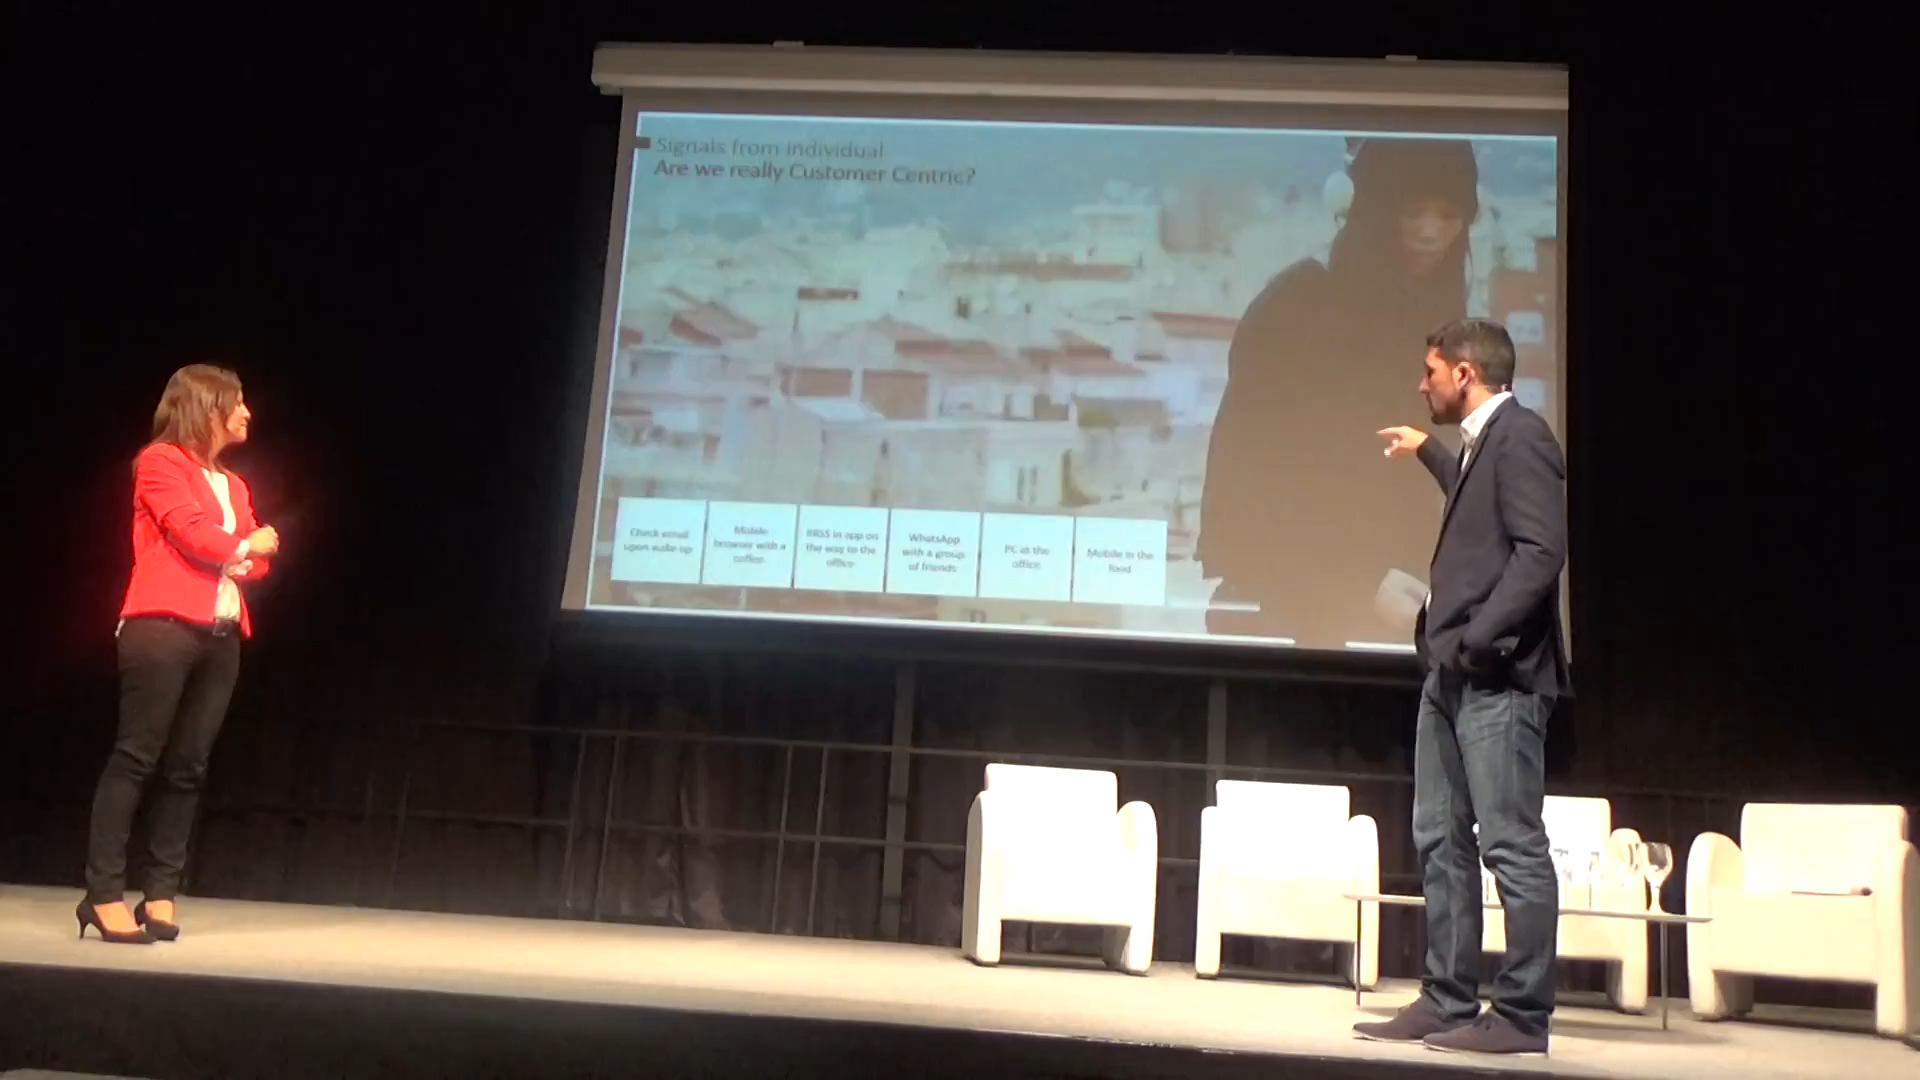 Signals from individual
Are we really Customer Centric?
Check email
upon wake up
Mobile
browser with a
coffee
RRSS in app on
the way to the
office
WhatsApp
with a group
of friends
PC at the
office
Mobile in the
food